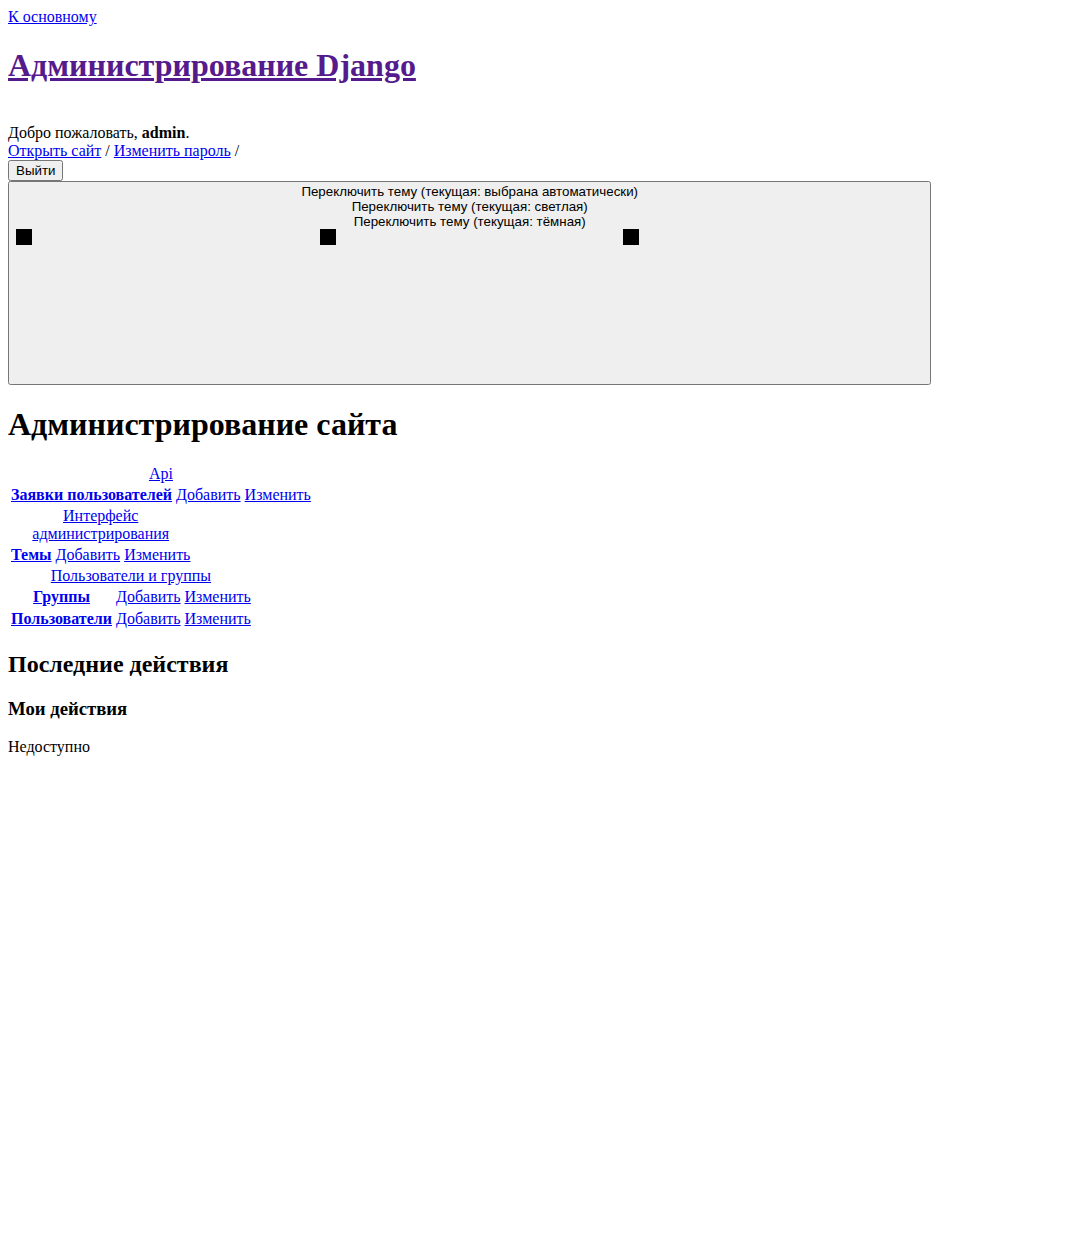 К основному
Администрирование Django
Добро пожаловать, admin.
Открыть сайт / Изменить пароль /
Выйти
Переключить тему (текущая: выбрана автоматически)
Переключить тему (текущая: светлая)
Переключить тему (текущая: тёмная)
Администрирование сайта
Api
Заявки пользователей Добавить Изменить
Интерфейс
администрирования
Темы Добавить Изменить
Пользователи и группы
Группы Добавить Изменить
Пользователи Добавить Изменить
Последние действия
Мои действия
Недоступно